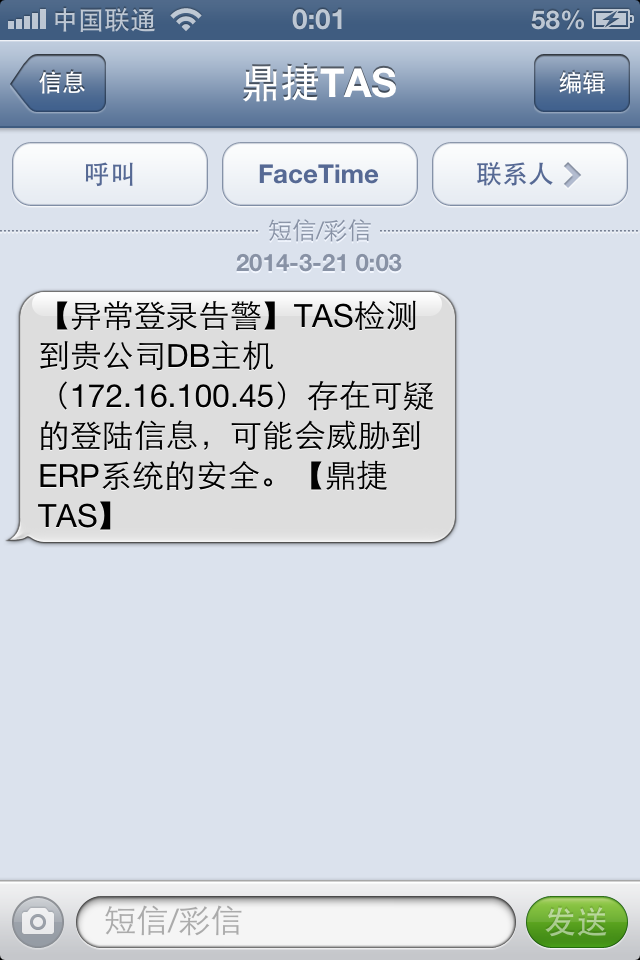 中国联通 0:01 58%
信息 鼎捷TAS 编辑
呼叫 FaceTime 联系人
短信/彩信
2014-3-21 0:03
【异常登录告警】TAS检测
到贵公司DB主机
（172.16.100.45）存在可疑
的登陆信息，可能会威胁到
ERP系统的安全。【鼎捷
TAS】
短信/彩信 发送